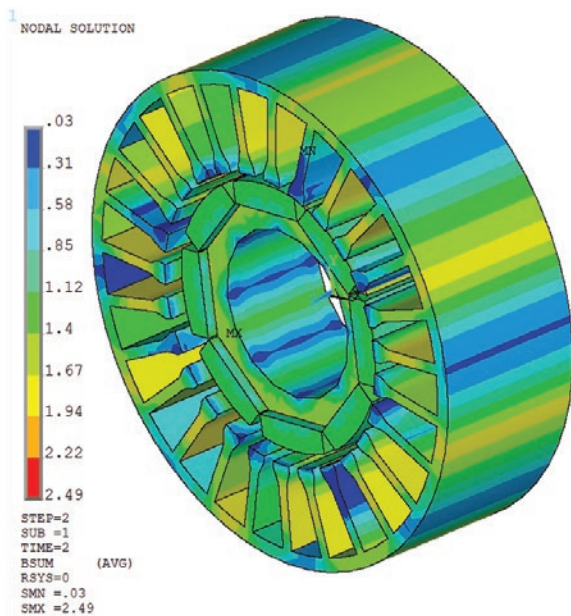 1
NODAL SOLUTION
.03
.31
.58
.85
1.12
1.4
1.67
1.94
2.22
2.49
MN
MX
STEP=2
SUB =1
TIME=2
BSUM (AVG)
RSYS=0
SMN =.03
SMX =2.49